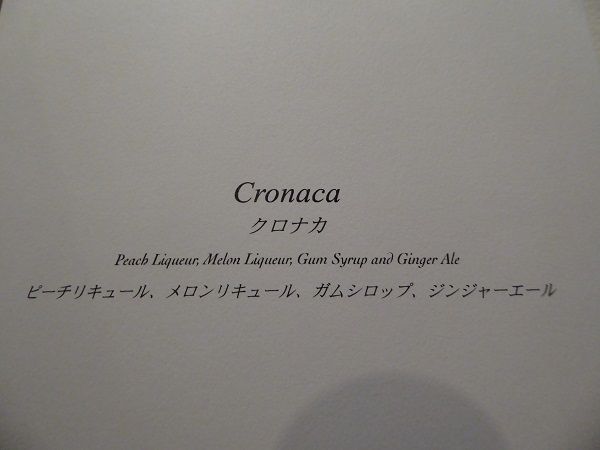 Cronaca
クロナカ
Peach Liqueur, Melon Liqueur, Gum Syrup and Ginger Ale
ピーチリキュール、メロンリキュール、ガムシロップ、ジンジャーエール